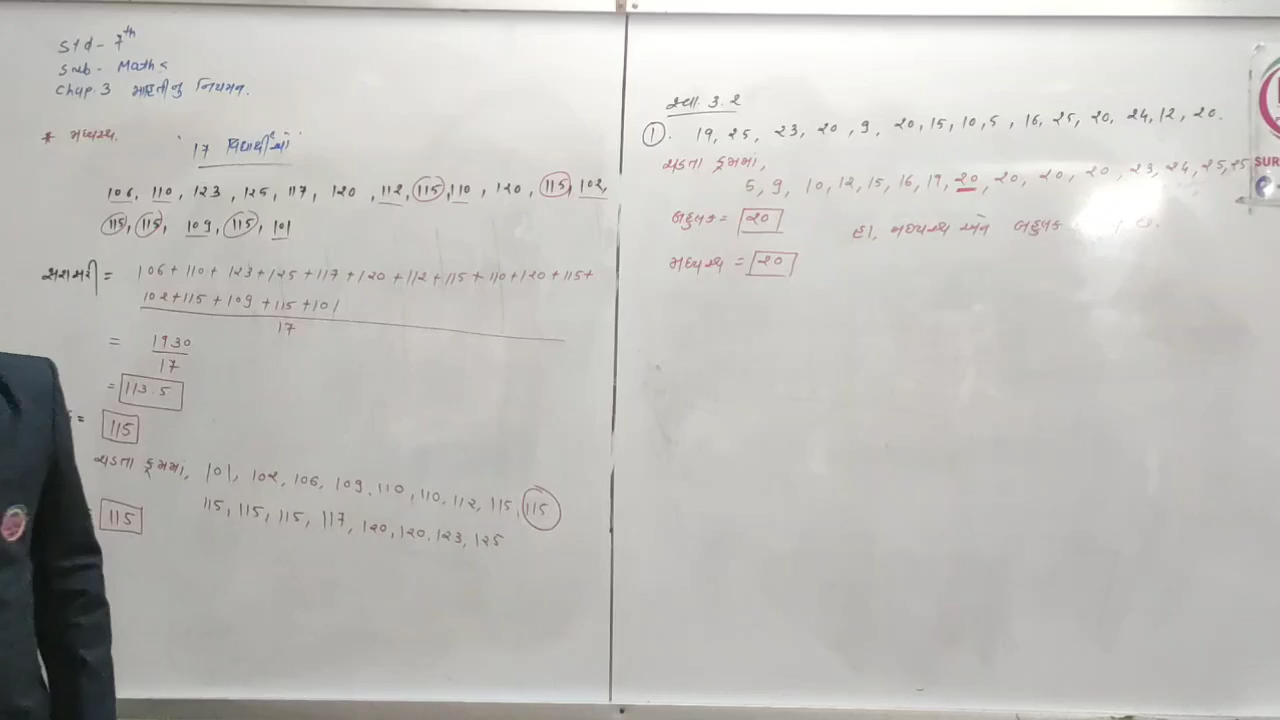 Std - 7th
Sub - Maths
Chap. 3 માહિતીનું નિયમન.
* મધ્યસ્થ.
17 વિદ્યાર્થીઓ
106, 110, 123, 125, 117, 120, 112, 115, 110, 120, 115, 102,
115, 115, 109, 115, 101
સરાસરી = 106 + 110 + 123 + 125 + 117 + 120 + 112 + 115 + 110 + 120 + 115 +
102 + 115 + 109 + 115 + 101
17
= 1930
17
= 113.5
= 115
ચડતા ક્રમમાં, 101, 102, 106, 109, 110, 110, 112, 115, 115
115, 115, 115, 117, 120, 120, 123, 125
115
સ્વા. 3.2
1. 19, 25, 23, 20, 9, 20, 15, 10, 5, 16, 25, 20, 24, 12, 20.
ચડતા ક્રમમાં,
5, 9, 10, 12, 15, 16, 19, 20, 20, 20, 20, 23, 24, 25, 25
બહુલક = 20
હા, મધ્યસ્થ અને બહુલક છે.
મધ્યસ્થ = 20
SUR